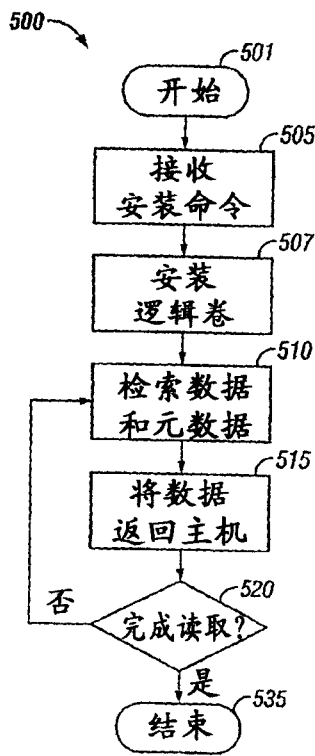 500
501
开始
505
接收
安装命令
507
安装
逻辑卷
510
检索数据
和元数据
515
将数据
返回主机
520
否
完成读取？
是
535
结束